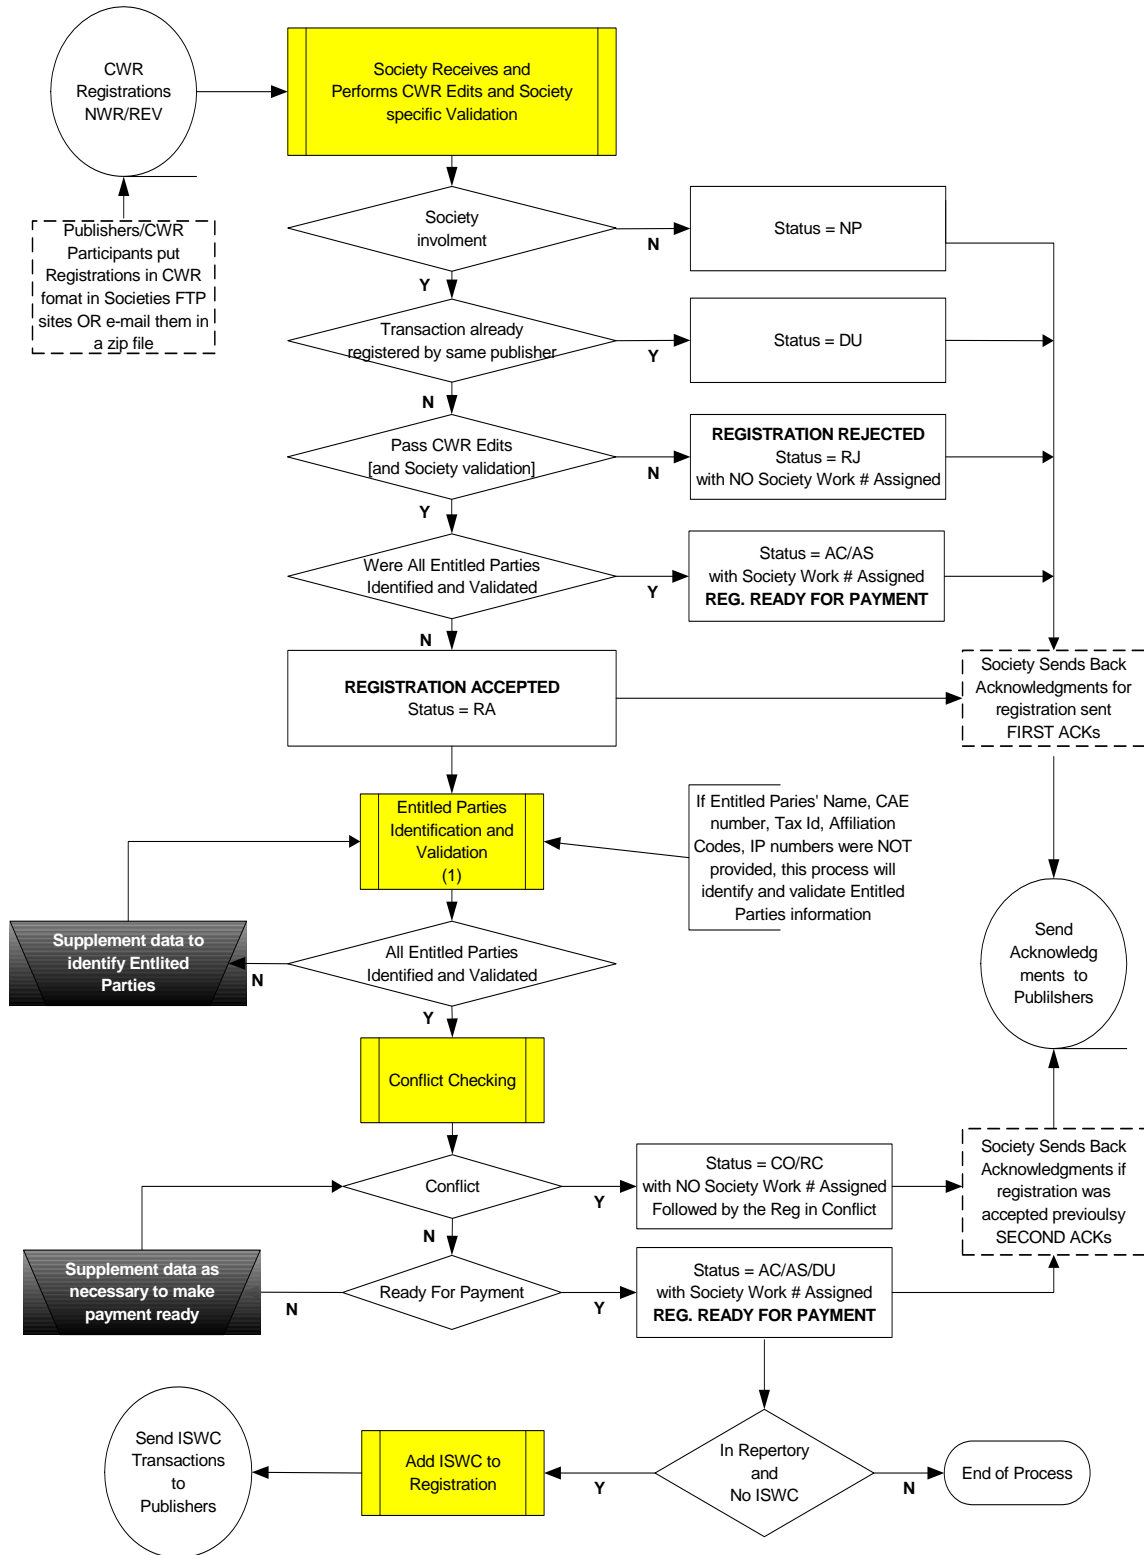 CWR
Registrations
NWR/REV
Society Receives and
Performs CWR Edits and Society
specific Validation
Publishers/CWR
Participants put
Registrations in CWR
fomat in Societies FTP
sites OR e-mail them in
a zip file
Society
involment
N
Status = NP
Y
Transaction already
registered by same publisher
Y
Status = DU
N
Pass CWR Edits
[and Society validation]
N
REGISTRATION REJECTED
Status = RJ
with NO Society Work # Assigned
Y
Were All Entitled Parties
Identified and Validated
Y
Status = AC/AS
with Society Work # Assigned
REG. READY FOR PAYMENT
N
REGISTRATION ACCEPTED
Status = RA
Society Sends Back
Acknowledgments for
registration sent
FIRST ACKs
Entitled Parties
Identification and
Validation
(1)
If Entitled Paries' Name, CAE
number, Tax Id, Affiliation
Codes, IP numbers were NOT
provided, this process will
identify and validate Entitled
Parties information
Supplement data to
identify Entlited
Parties
N
All Entitled Parties
Identified and Validated
Y
Send
Acknowledg
ments to
Publilshers
Conflict Checking
Conflict
Y
Status = CO/RC
with NO Society Work # Assigned
Followed by the Reg in Conflict
Society Sends Back
Acknowledgments if
registration was
accepted previoulsy
SECOND ACKs
N
Supplement data as
necessary to make
payment ready
N
Ready For Payment
Y
Status = AC/AS/DU
with Society Work # Assigned
REG. READY FOR PAYMENT
Send ISWC
Transactions
to
Publishers
Add ISWC to
Registration
Y
In Repertory
and
No ISWC
N
End of Process